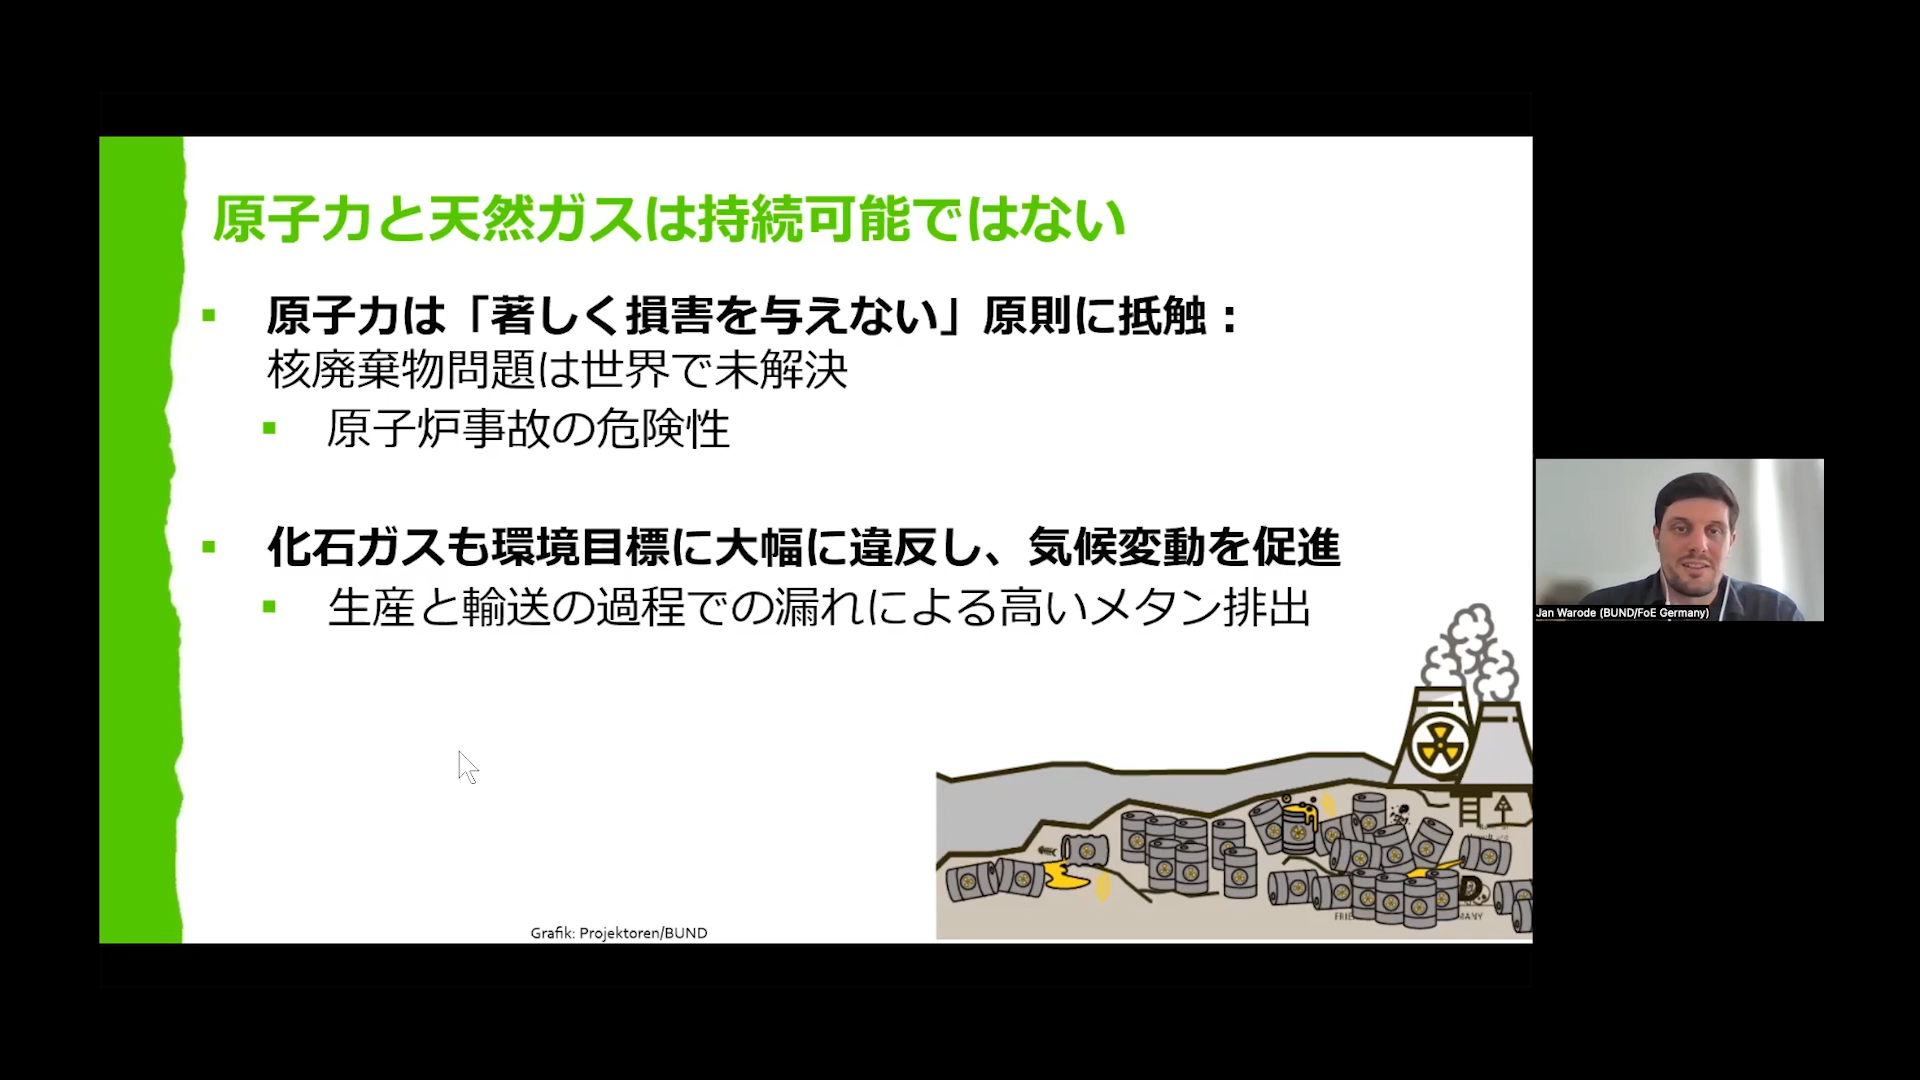 原子力と天然ガスは持続可能ではない
▪ 原子力は「著しく損害を与えない」原則に抵触：
核廃棄物問題は世界で未解決
▪ 原子炉事故の危険性
▪ 化石ガスも環境目標に大幅に違反し、気候変動を促進
▪ 生産と輸送の過程での漏れによる高いメタン排出
Jan Warode (BUND/FoE Germany)
Grafik: Projektoren/BUND